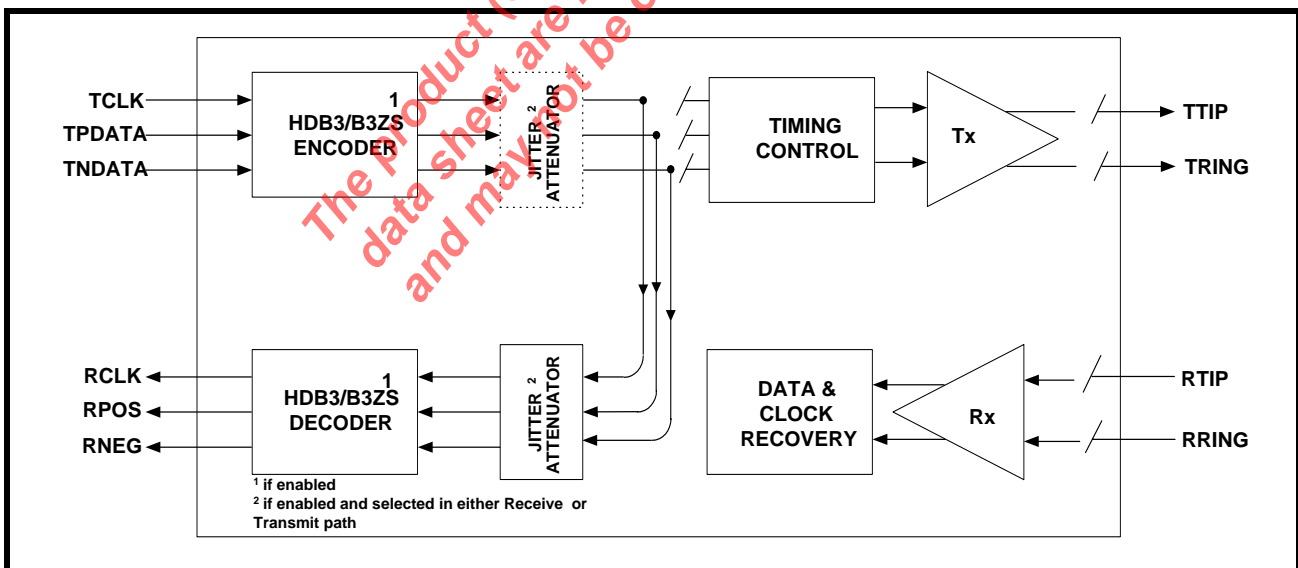 The product (
data sheet are
and may not be
TCLK
TPDATA
TNDATA
1
HDB3/B3ZS
ENCODER
JITTER 2
ATTENUATOR
TIMING
CONTROL
Tx
TTIP
TRING
RCLK
RPOS
RNEG
1
HDB3/B3ZS
DECODER
JITTER 2
ATTENUATOR
DATA &
CLOCK
RECOVERY
Rx
RTIP
RRING
1 if enabled
2 if enabled and selected in either Receive or
Transmit path